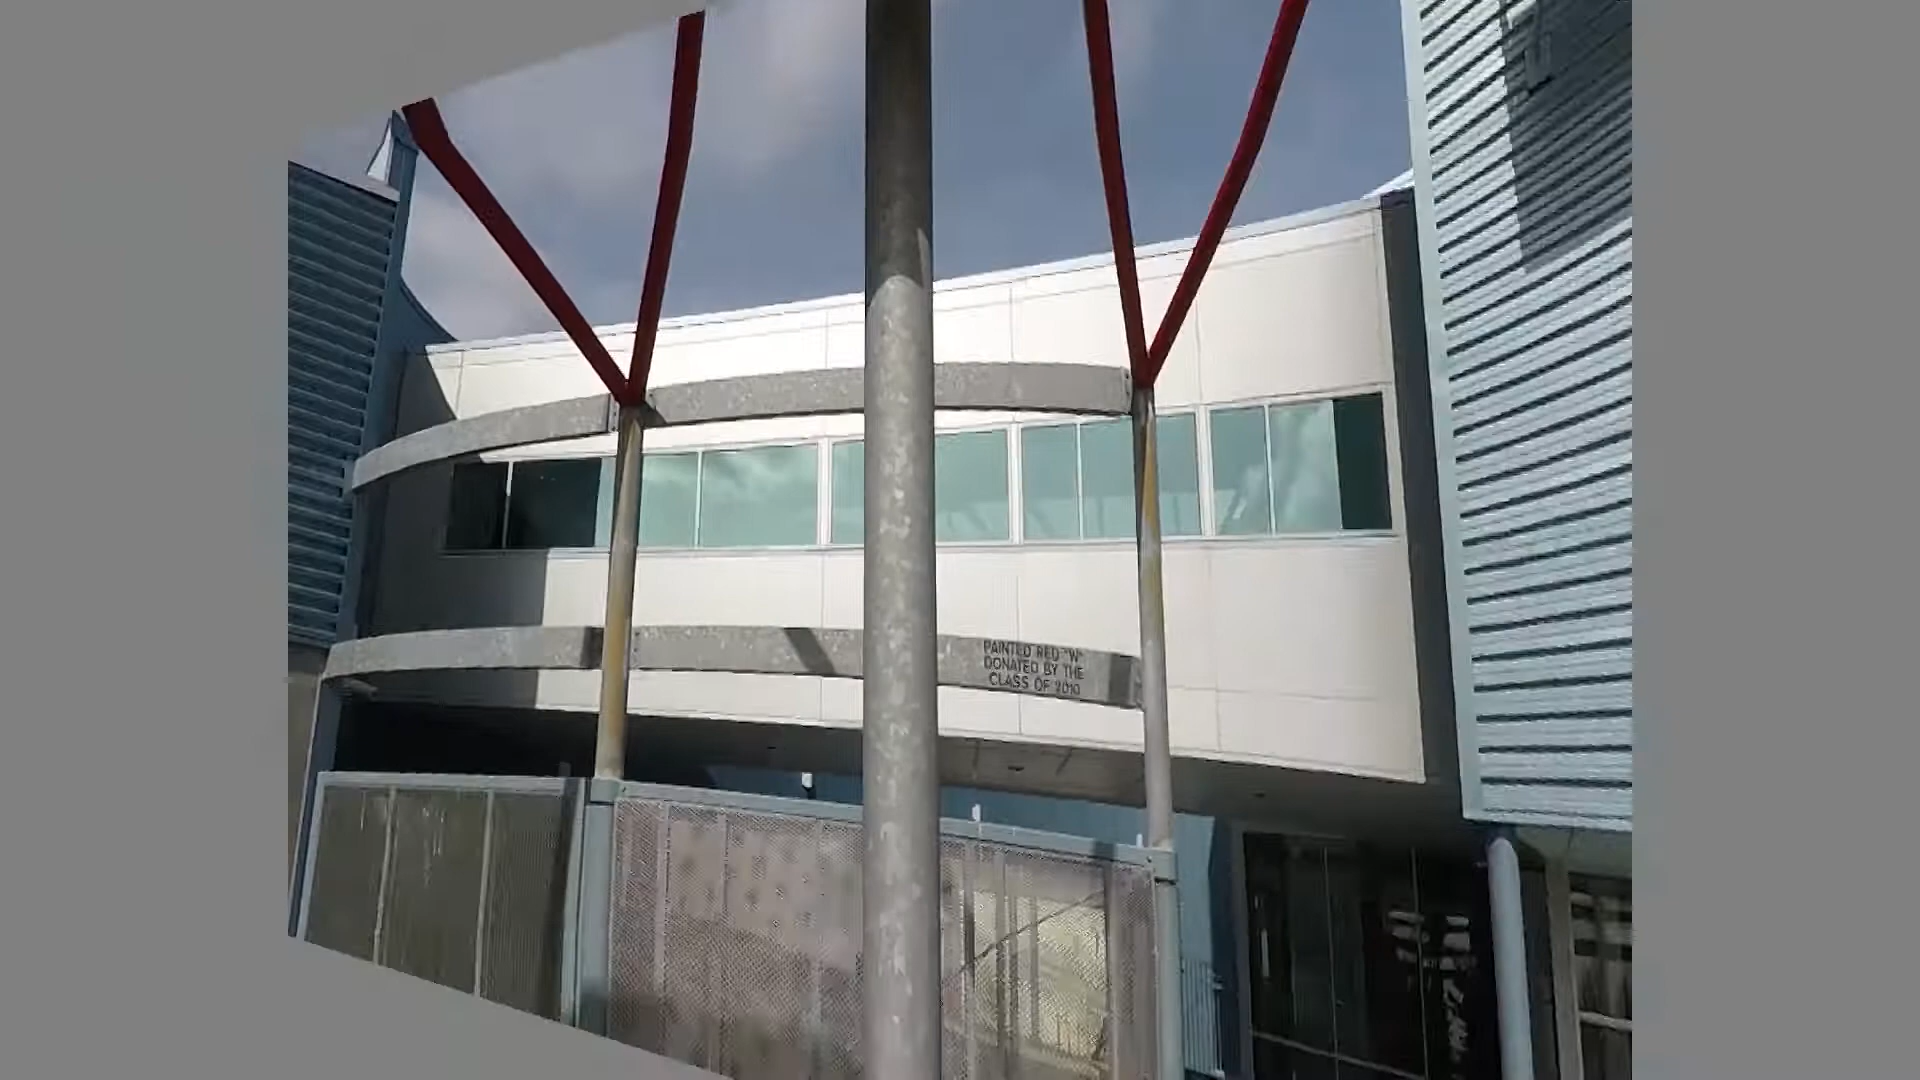 PAINTED RED "W"
DONATED BY THE
CLASS OF 2010